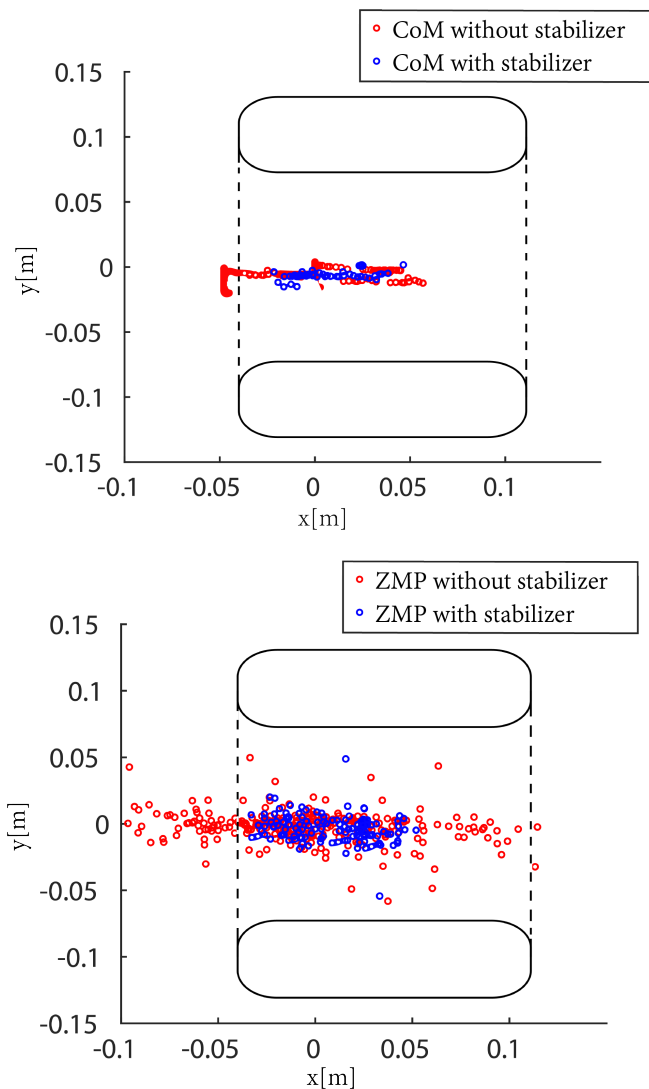 CoM without stabilizer
CoM with stabilizer
0.15
0.1
0.05
0
-0.05
-0.1
-0.15
y[m]
-0.1 -0.05 0 0.05 0.1
x[m]
ZMP without stabilizer
ZMP with stabilizer
0.15
0.1
0.05
0
-0.05
-0.1
-0.15
y[m]
-0.1 -0.05 0 0.05 0.1
x[m]